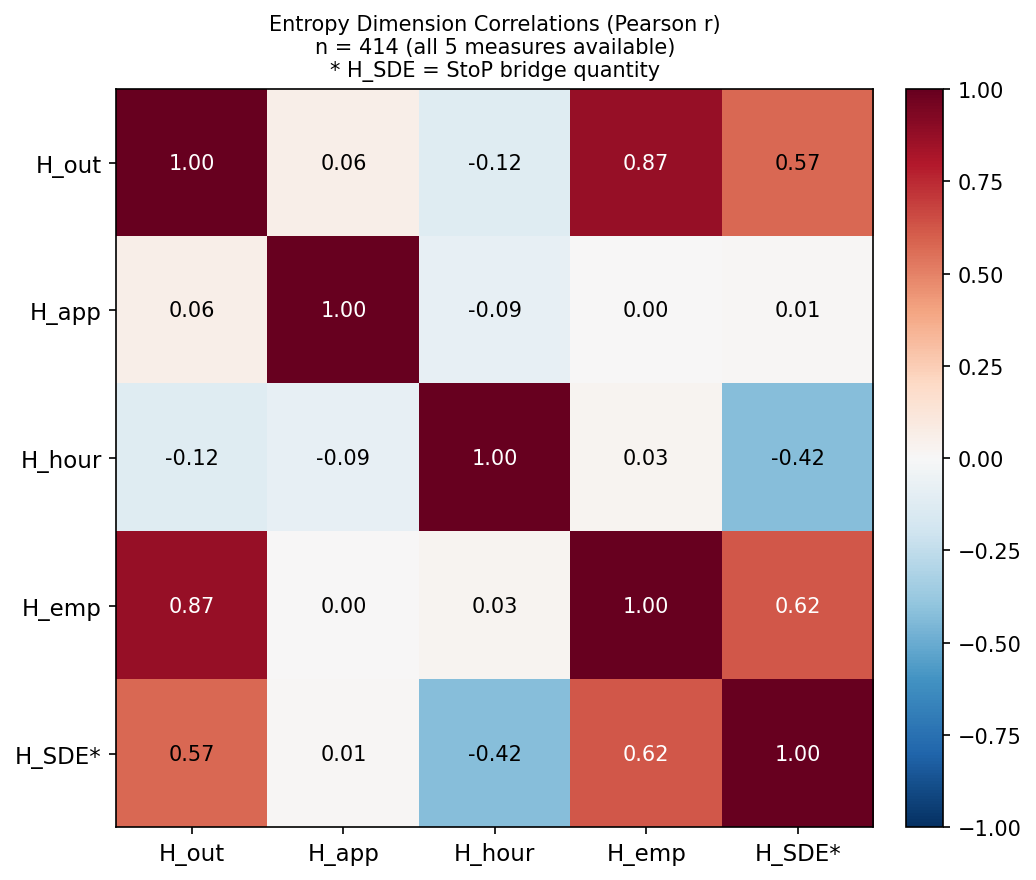 Entropy Dimension Correlations (Pearson r)
n = 414 (all 5 measures available)
* H_SDE = StoP bridge quantity
H_out 1.00 0.06 -0.12 0.87 0.57
H_app 0.06 1.00 -0.09 0.00 0.01
H_hour -0.12 -0.09 1.00 0.03 -0.42
H_emp 0.87 0.00 0.03 1.00 0.62
H_SDE* 0.57 0.01 -0.42 0.62 1.00
H_out H_app H_hour H_emp H_SDE*
1.00
0.75
0.50
0.25
0.00
−0.25
−0.50
−0.75
−1.00